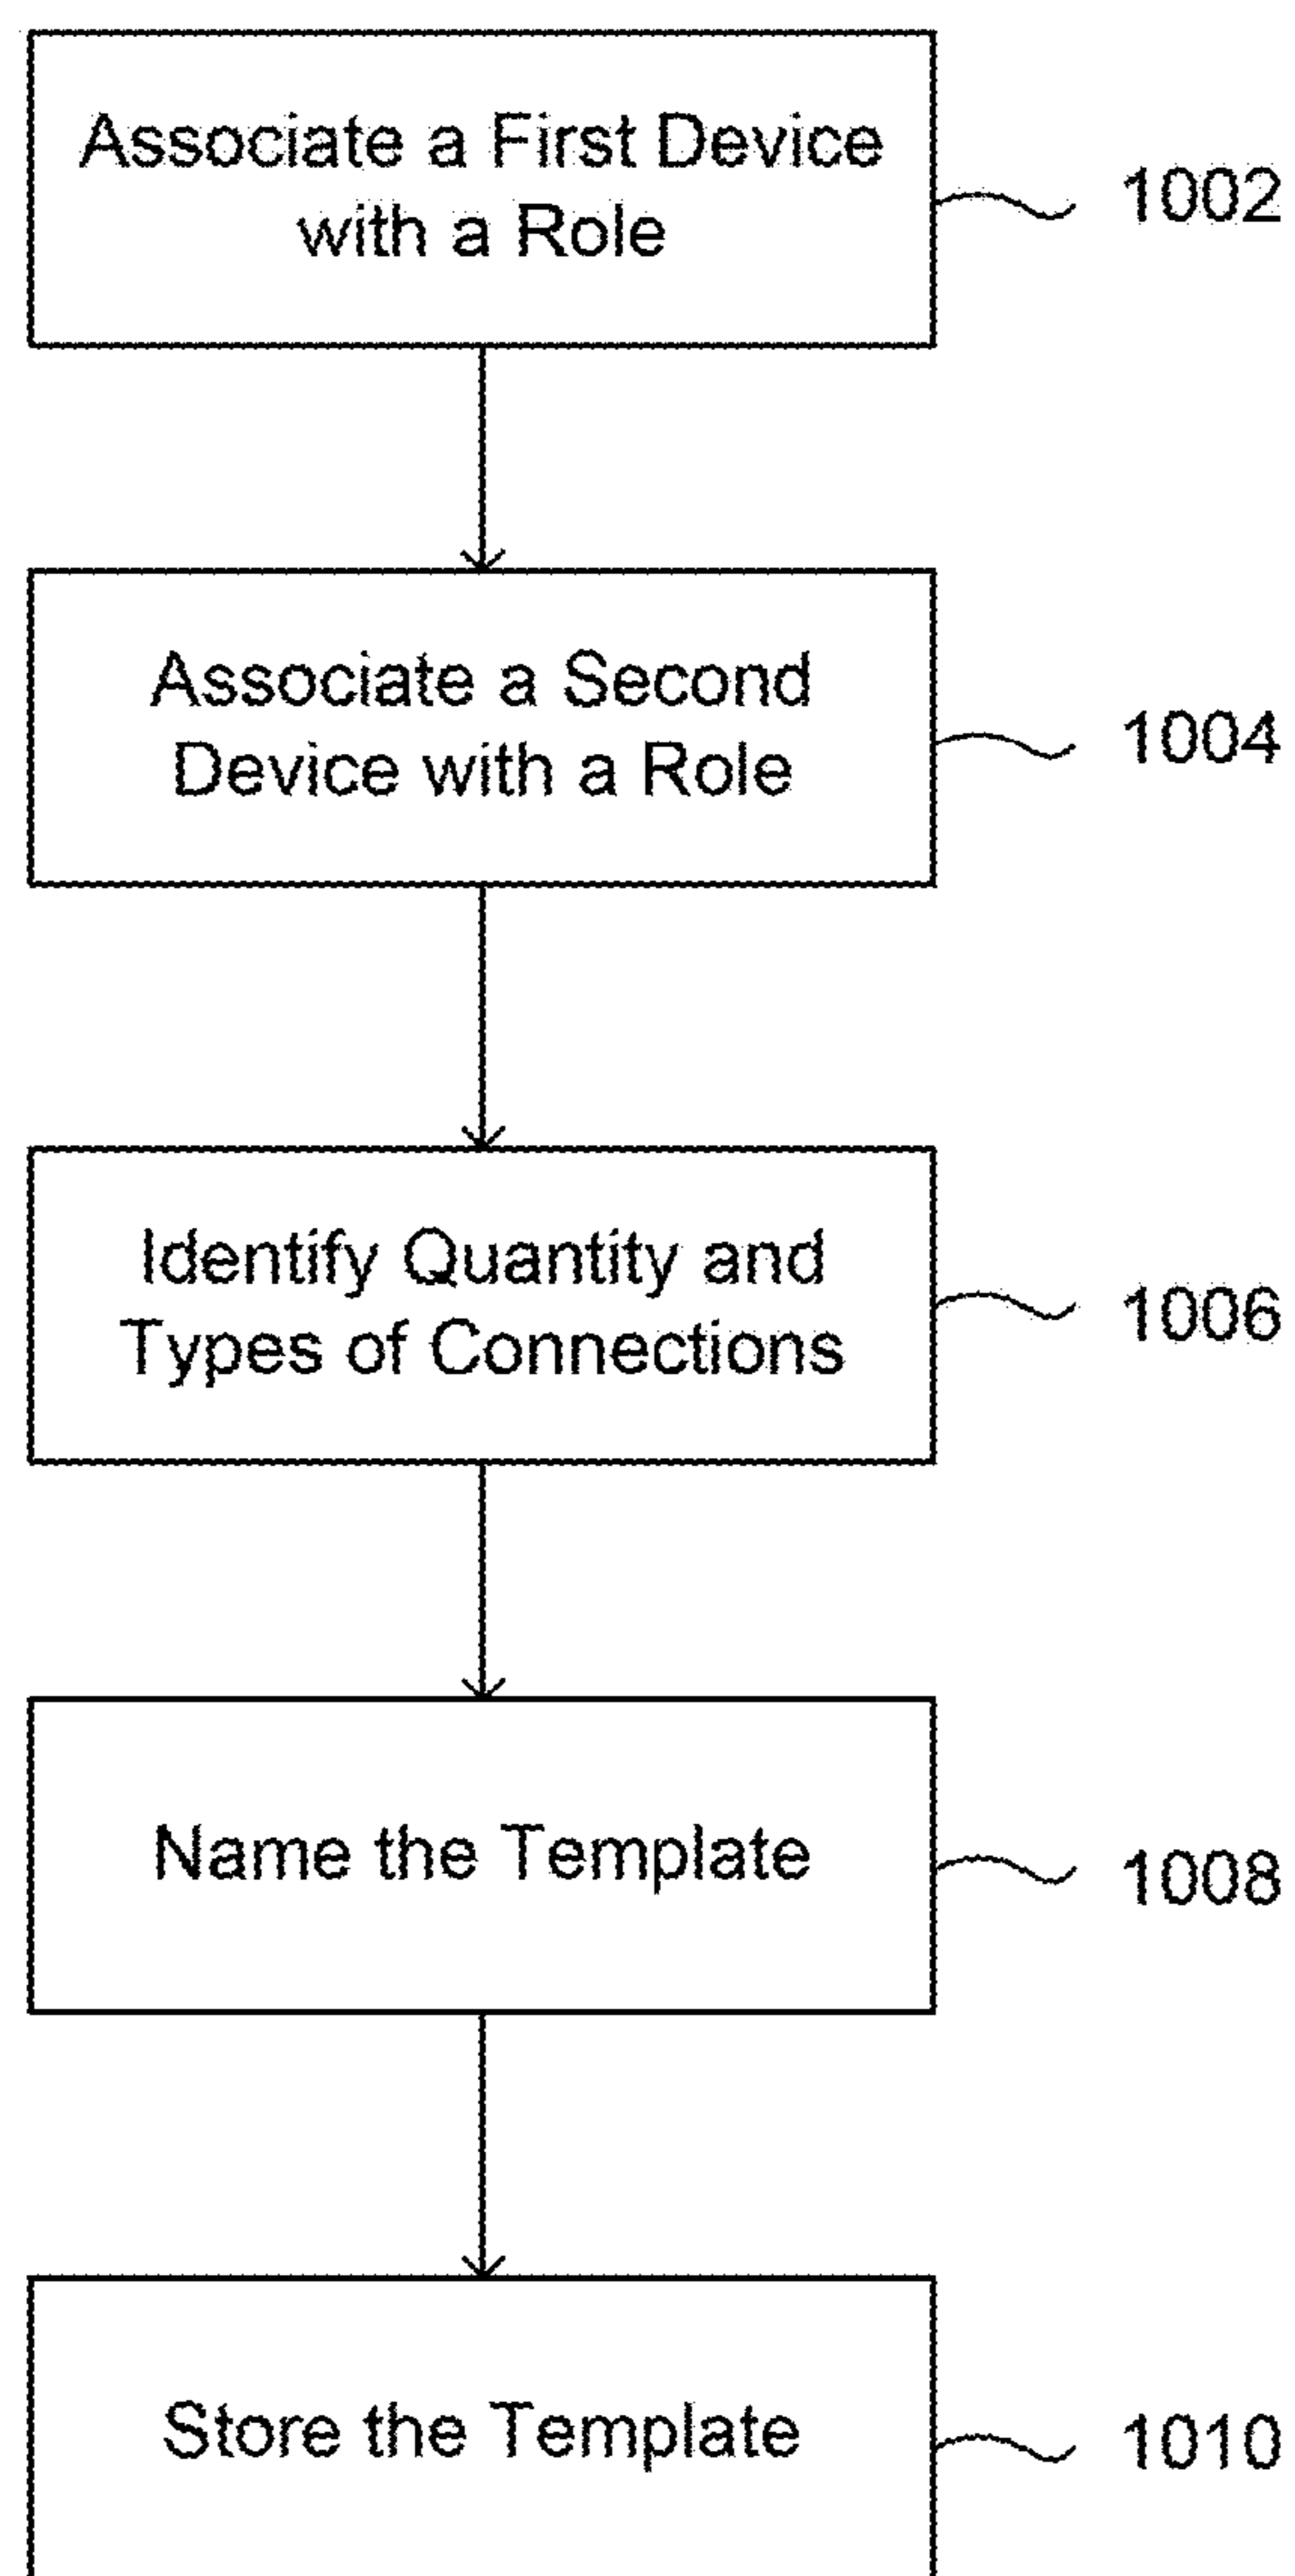 Associate a First Device
with a Role
1002
Associate a Second
Device with a Role
1004
Identify Quantity and
Types of Connections
1006
Name the Template
1008
Store the Template
1010